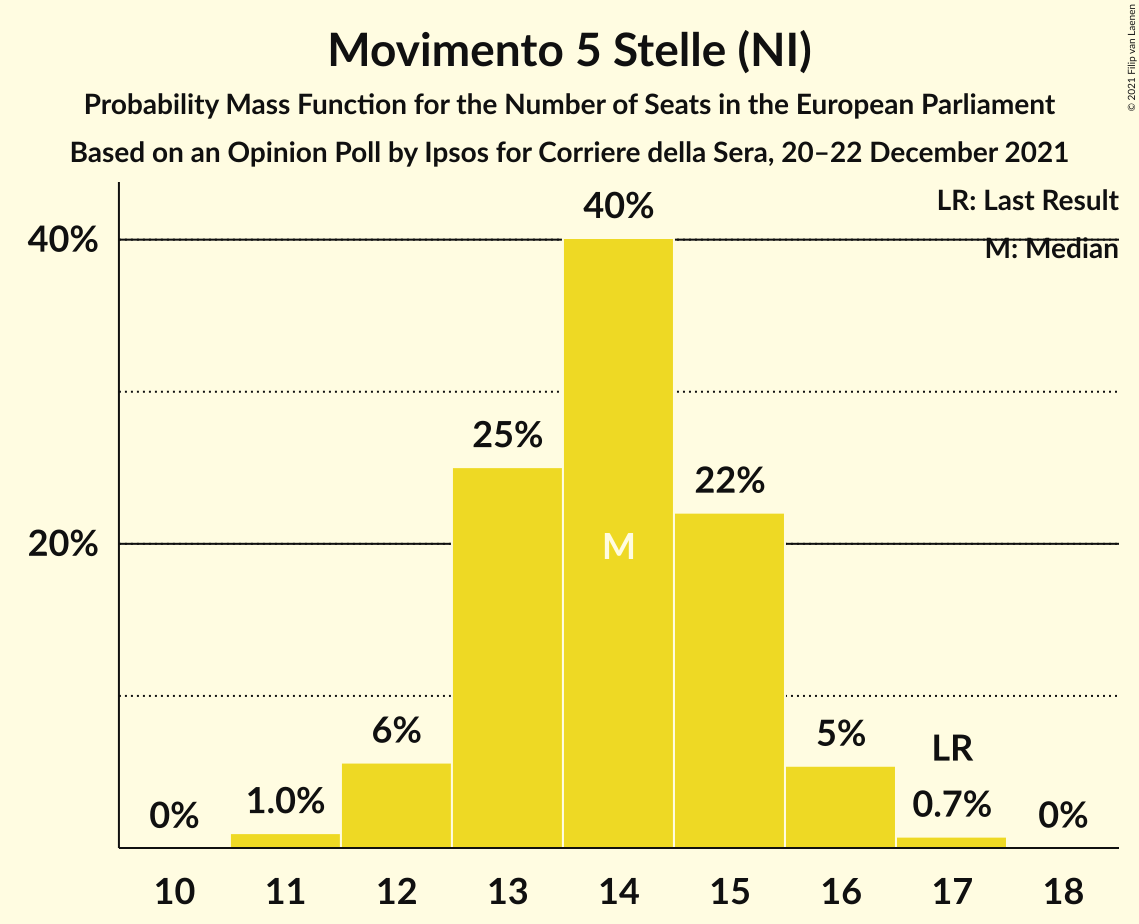 Movimento 5 Stelle (NI)
Probability Mass Function for the Number of Seats in the European Parliament
Based on an Opinion Poll by Ipsos for Corriere della Sera, 20–22 December 2021
© 2021 Filip van Laenen
LR: Last Result
M: Median
40%
20%
0%
1.0%
6%
25%
40%
M
22%
5%
LR
0.7%
0%
10 11 12 13 14 15 16 17 18